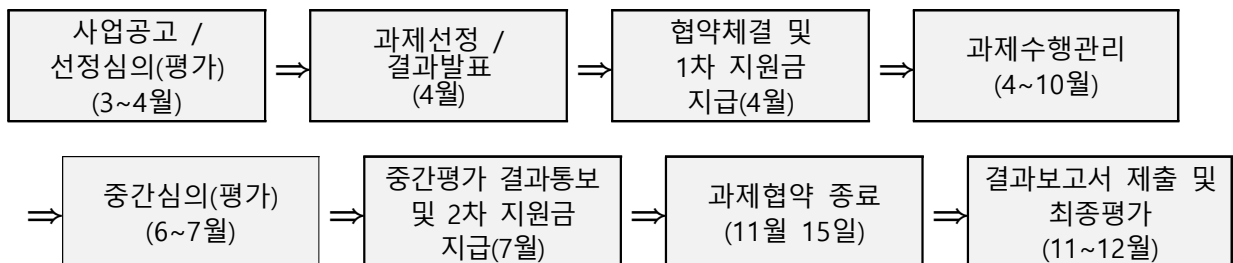 사업공고 /
선정심의(평가)
(3~4월)
⇒
과제선정 /
결과발표
(4월)
⇒
협약체결 및
1차 지원금
지급(4월)
⇒
과제수행관리
(4~10월)
⇒
중간심의(평가)
(6~7월)
⇒
중간평가 결과통보
및 2차 지원금
지급(7월)
⇒
과제협약 종료
(11월 15일)
⇒
결과보고서 제출 및
최종평가
(11~12월)